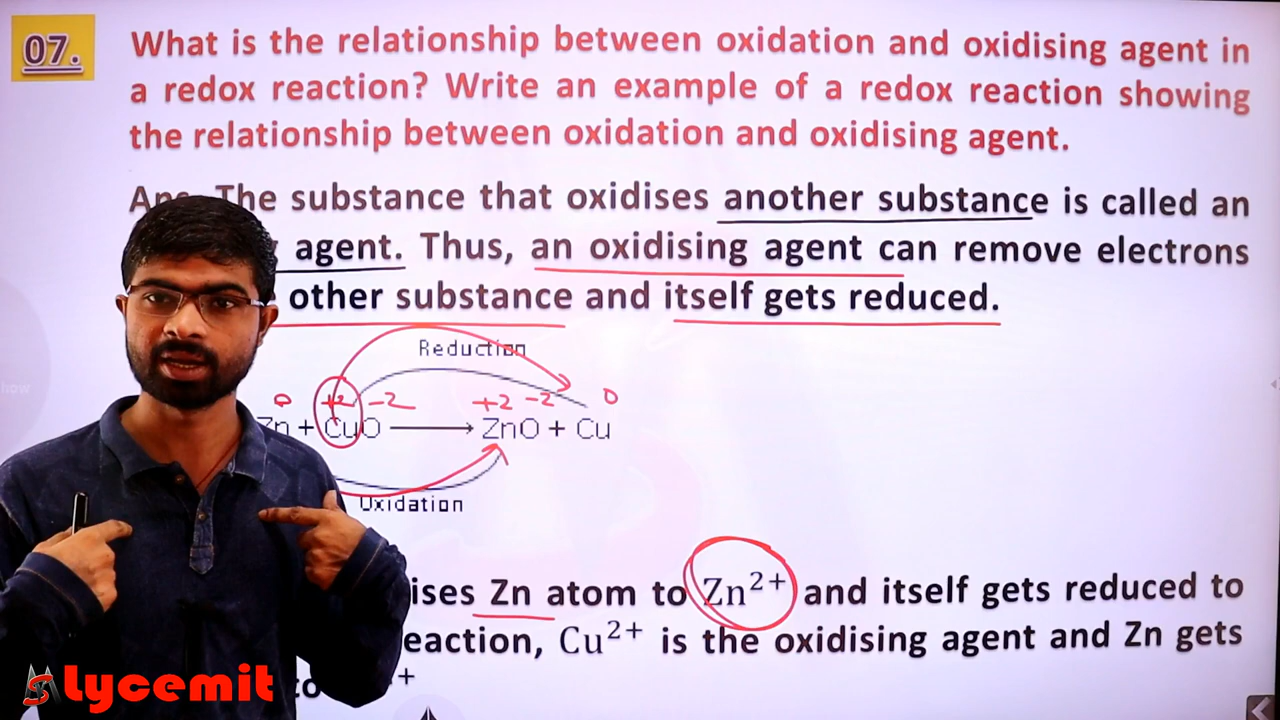 07.
What is the relationship between oxidation and oxidising agent in
a redox reaction? Write an example of a redox reaction showing
the relationship between oxidation and oxidising agent.
Ans. The substance that oxidises another substance is called an
agent. Thus, an oxidising agent can remove electrons
other substance and itself gets reduced.
Reduction
0 +2 -2 +2 -2 0
Zn + CuO ⟶ ZnO + Cu
Oxidation
ises Zn atom to Zn²⁺ and itself gets reduced to
eaction, Cu²⁺ is the oxidising agent and Zn gets
to +
Lycemit